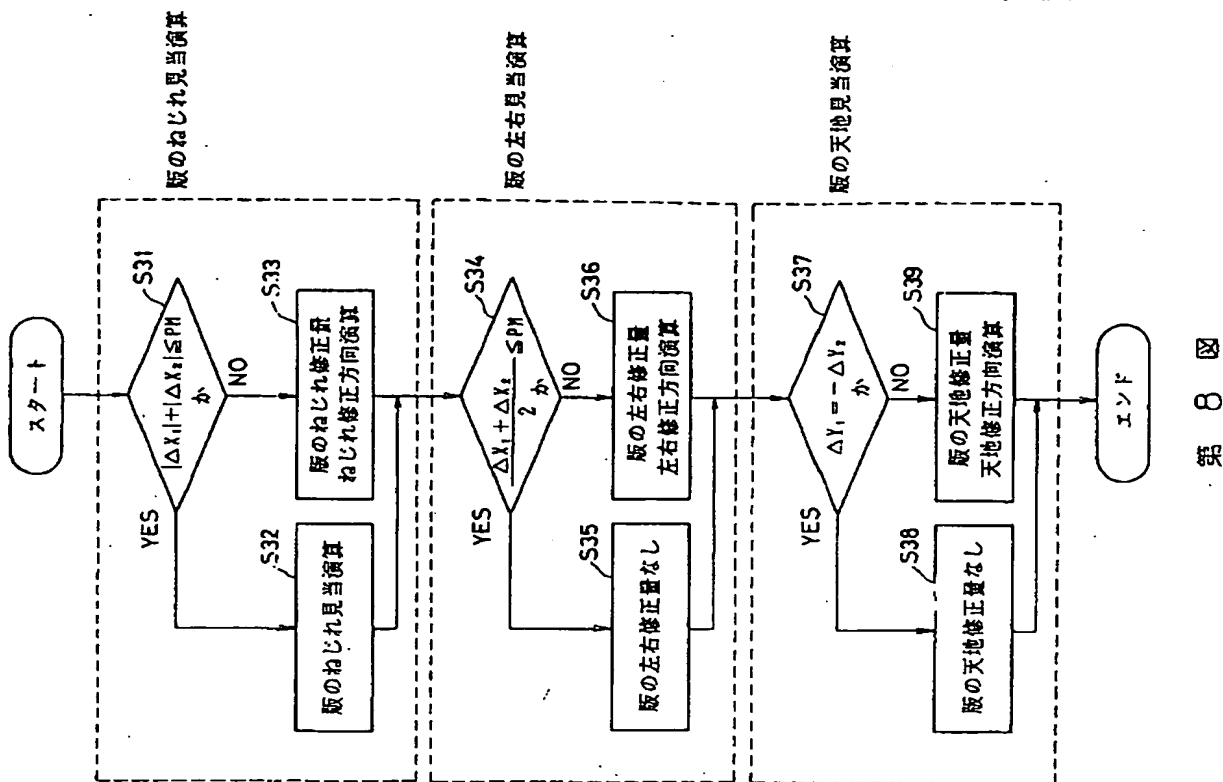 スタート
版のねじれ見当演算
S31
|△X₁|+|△X₂|≦PM
か
YES
NO
S32
版のねじれ見当演算
S33
版のねじれ修正量
ねじれ修正方向演算
版の左右見当演算
S34
△X₁+△X₂
2
≦PM
か
YES
NO
S35
版の左右修正量なし
S36
版の左右修正量
左右修正方向演算
版の天地見当演算
S37
△Y₁=-△Y₂
か
YES
NO
S38
版の天地修正量なし
S39
版の天地修正量
天地修正方向演算
エンド
第 8 図